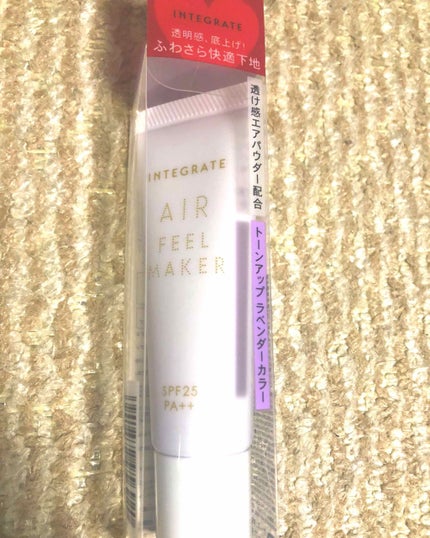 INTEGRATE
透明感、底上げ!
ふわさら快適下地
透け感エアパウダー配合
トーンアップ ラベンダーカラー
INTEGRATE
AIR
FEEL
MAKER
SPF25
PA++